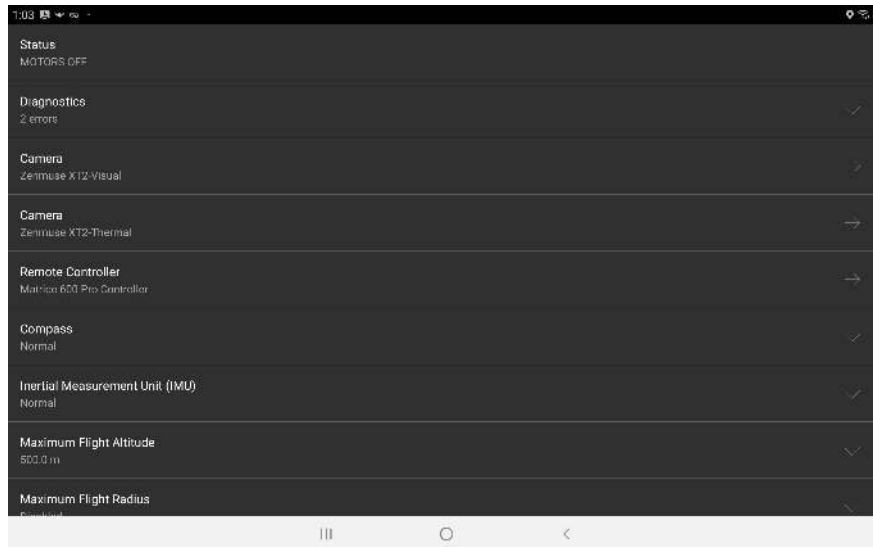 1:03
Status
MOTORS OFF
Diagnostics
2 errors
Camera
Zenmuse XT2-Visual
Camera
Zenmuse XT2-Thermal
Remote Controller
Matrice 600 Pro Controller
Compass
Normal
Inertial Measurement Unit (IMU)
Normal
Maximum Flight Altitude
500.0 m
Maximum Flight Radius